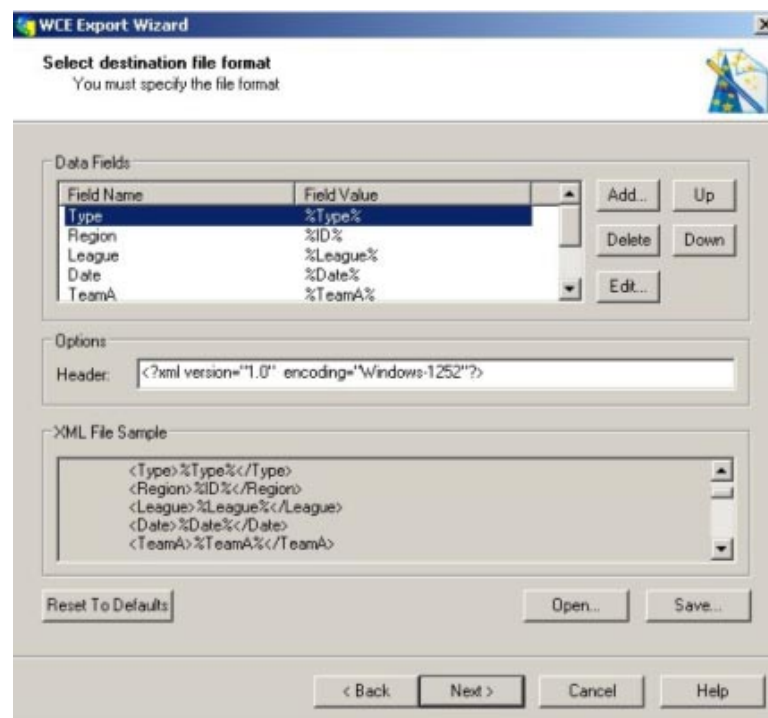 WCE Export Wizard
Select destination file format
You must specify the file format
Data Fields
Field Name Field Value
Type %Type%
Region %ID%
League %League%
Date %Date%
TeamA %TeamA%
Add... Up
Delete Down
Edit...
Options
Header: <?xml version="1.0" encoding="Windows-1252"?>
XML File Sample
<Type>%Type%</Type>
<Region>%ID%</Region>
<League>%League%</League>
<Date>%Date%</Date>
<TeamA>%TeamA%</TeamA>
Reset To Defaults Open... Save...
< Back Next > Cancel Help